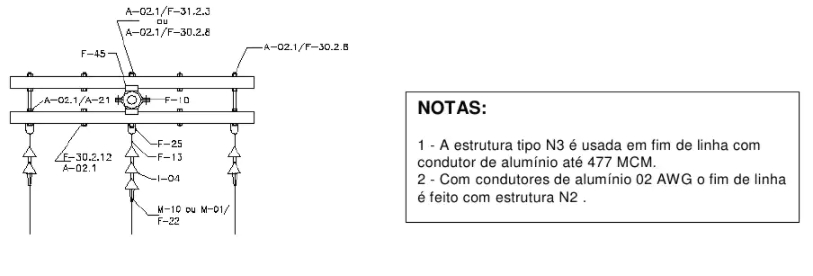 A-02.1/F-31.2.3
ou
A-02.1/F-30.2.8
A-02.1/F-30.2.8
F-45
A-02.1/A-21
F-10
F-25
F-30.2.12
A-02.1
F-13
I-04
M-10 ou M-01/
F-22
NOTAS:
1 - A estrutura tipo N3 é usada em fim de linha com
condutor de alumínio até 477 MCM.
2 - Com condutores de alumínio 02 AWG o fim de linha
é feito com estrutura N2 .